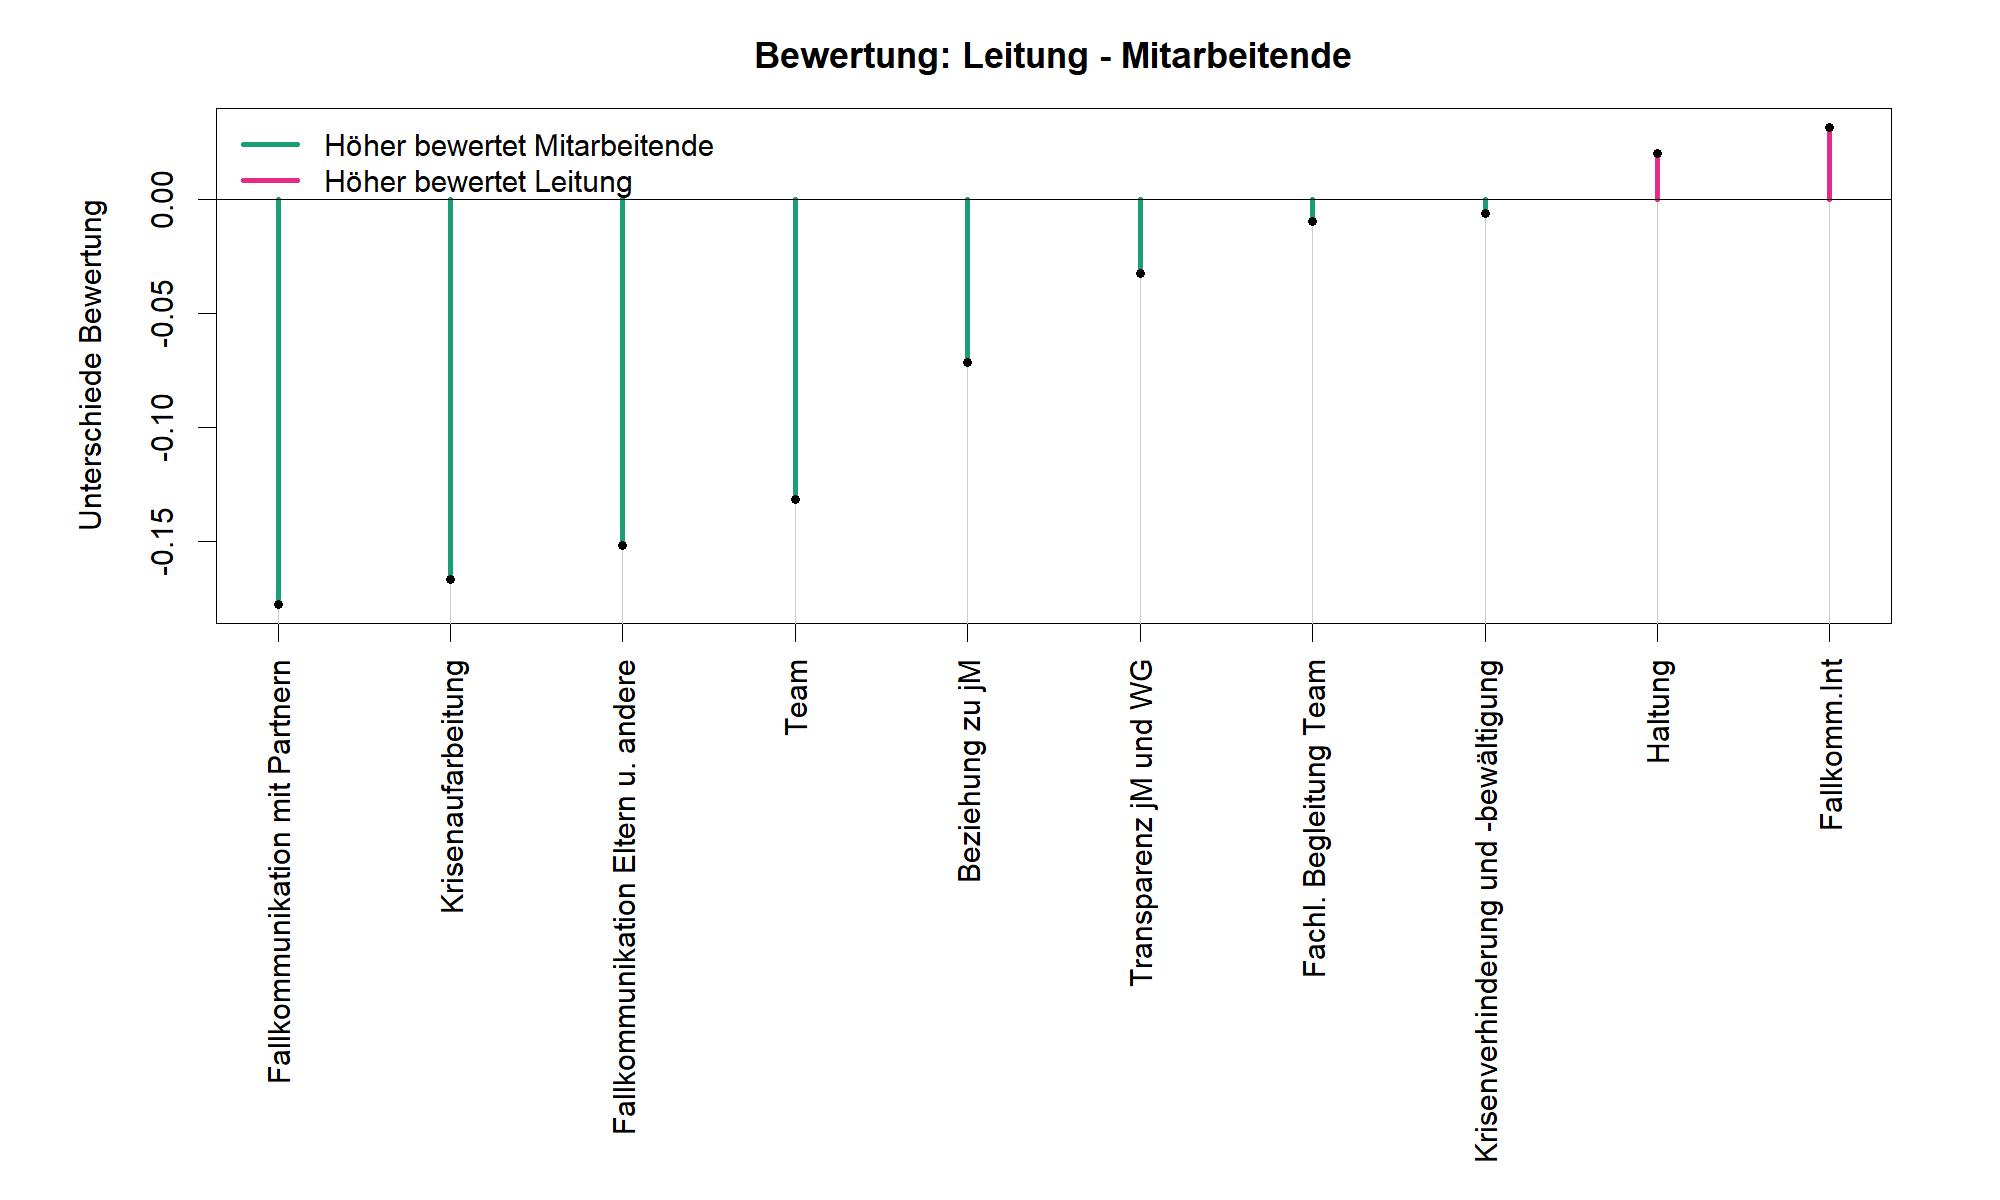 Bewertung: Leitung - Mitarbeitende
Höher bewertet Mitarbeitende
Höher bewertet Leitung
Unterschiede Bewertung
0.00
-0.05
-0.10
-0.15
Fallkommunikation mit Partnern
Krisenaufarbeitung
Fallkommunikation Eltern u. andere
Team
Beziehung zu jM
Transparenz jM und WG
Fachl. Begleitung Team
Krisenverhinderung und -bewältigung
Haltung
Fallkomm.Int